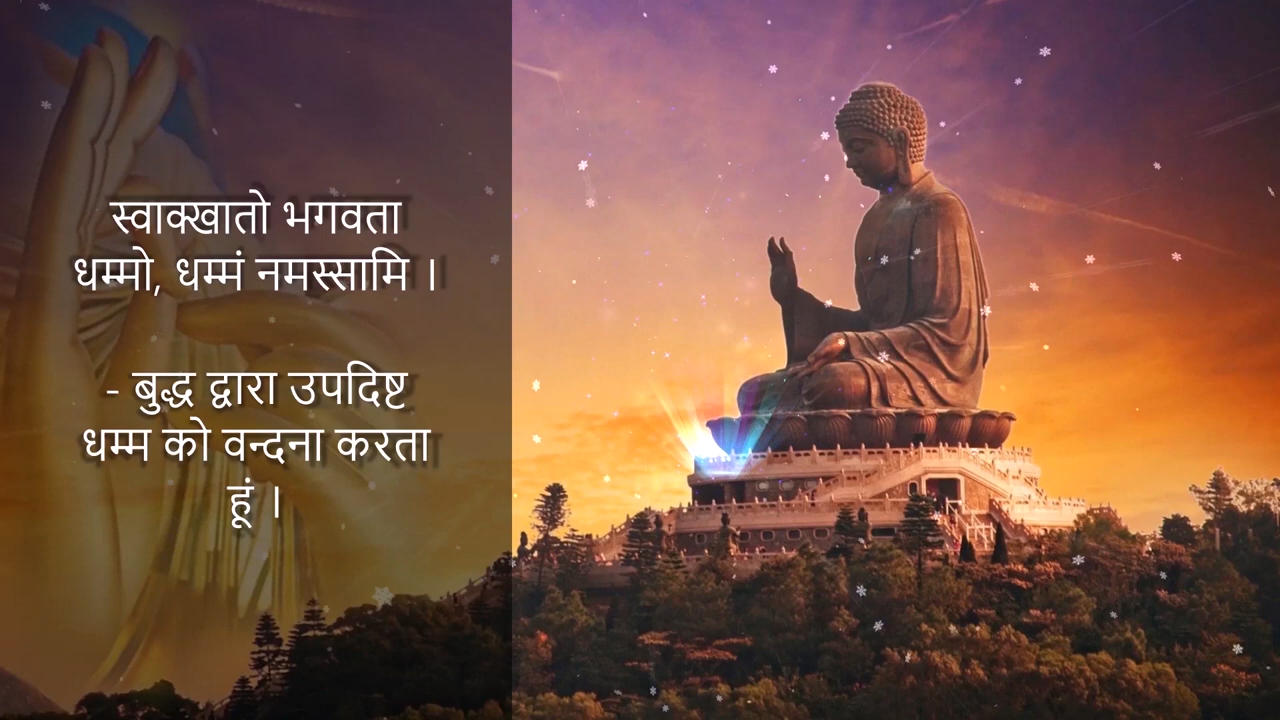 स्वाक्खातो भगवता
धम्मो, धम्मं नमस्सामि ।
- बुद्ध द्वारा उपदिष्ट
धम्म को वन्दना करता
हूं ।